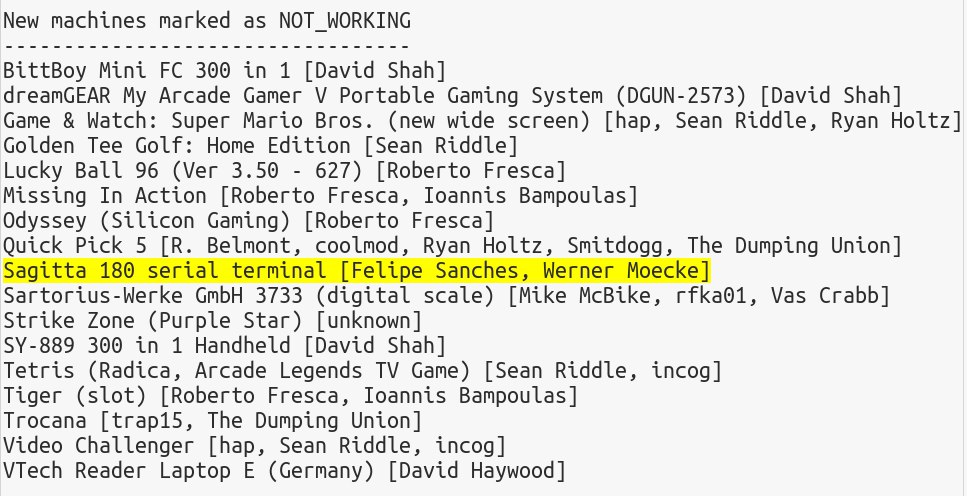 New machines marked as NOT_WORKING
----------------------------------
BittBoy Mini FC 300 in 1 [David Shah]
dreamGEAR My Arcade Gamer V Portable Gaming System (DGUN-2573) [David Shah]
Game & Watch: Super Mario Bros. (new wide screen) [hap, Sean Riddle, Ryan Holtz]
Golden Tee Golf: Home Edition [Sean Riddle]
Lucky Ball 96 (Ver 3.50 - 627) [Roberto Fresca]
Missing In Action [Roberto Fresca, Ioannis Bampoulas]
Odyssey (Silicon Gaming) [Roberto Fresca]
Quick Pick 5 [R. Belmont, coolmod, Ryan Holtz, Smitdogg, The Dumping Union]
Sagitta 180 serial terminal [Felipe Sanches, Werner Moecke]
Sartorius-Werke GmbH 3733 (digital scale) [Mike McBike, rfka01, Vas Crabb]
Strike Zone (Purple Star) [unknown]
SY-889 300 in 1 Handheld [David Shah]
Tetris (Radica, Arcade Legends TV Game) [Sean Riddle, incog]
Tiger (slot) [Roberto Fresca, Ioannis Bampoulas]
Trocana [trap15, The Dumping Union]
Video Challenger [hap, Sean Riddle, incog]
VTech Reader Laptop E (Germany) [David Haywood]